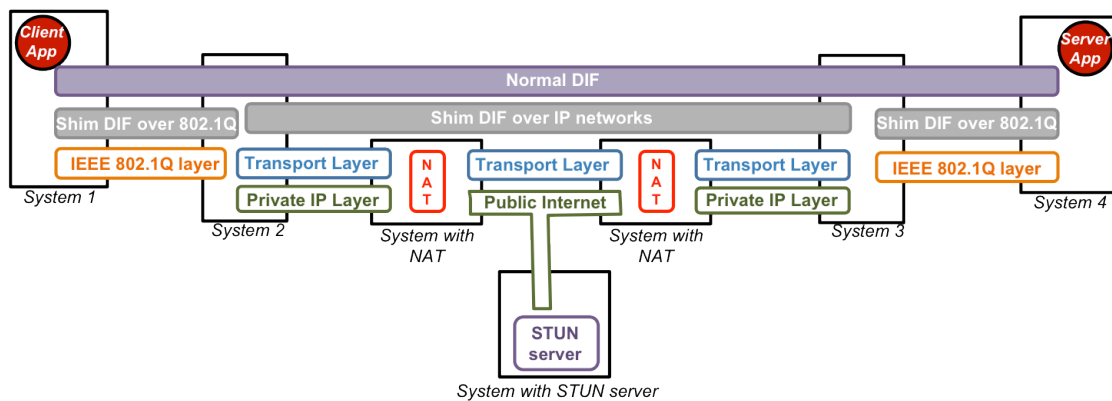 Client
App
Server
App
Normal DIF
Shim DIF over 802.1Q
Shim DIF over IP networks
Shim DIF over 802.1Q
IEEE 802.1Q layer
Transport Layer
N
A
T
Transport Layer
N
A
T
Transport Layer
IEEE 802.1Q layer
Private IP Layer
Public Internet
Private IP Layer
System 1
System 2
System with
NAT
System with
NAT
System 3
System 4
STUN
server
System with STUN server